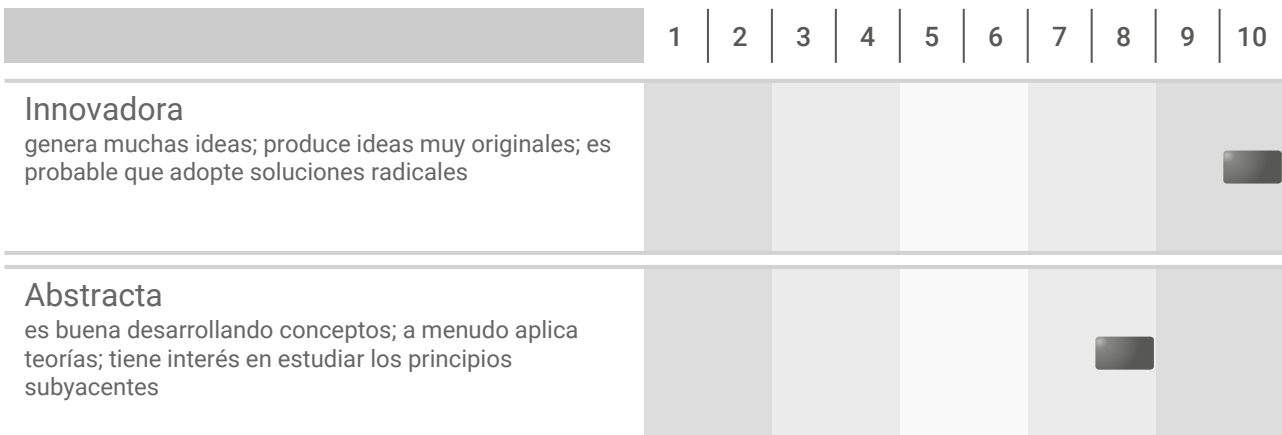 1 2 3 4 5 6 7 8 9 10
Innovadora
genera muchas ideas; produce ideas muy originales; es
probable que adopte soluciones radicales
Abstracta
es buena desarrollando conceptos; a menudo aplica
teorías; tiene interés en estudiar los principios
subyacentes